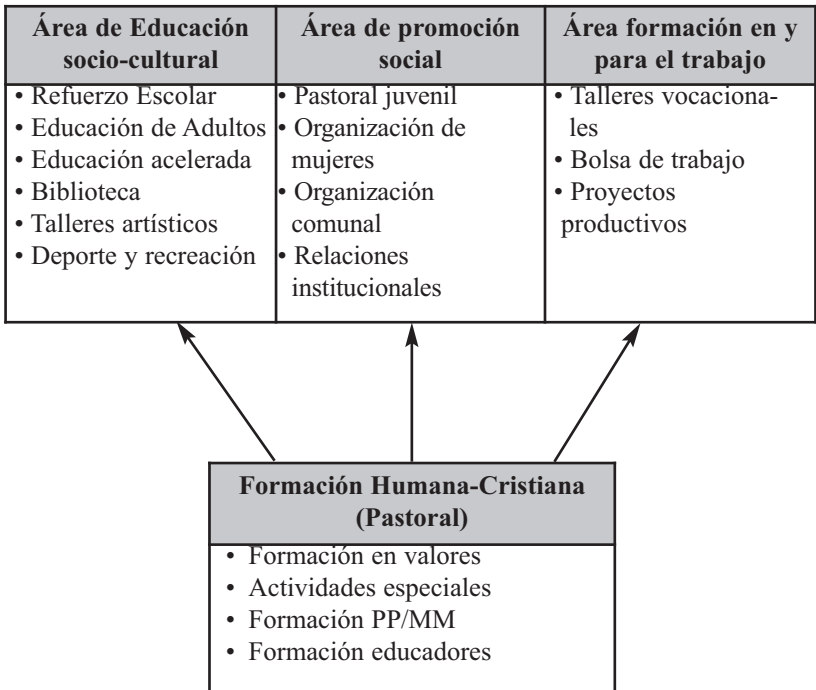 Área de Educación
socio-cultural
• Refuerzo Escolar
• Educación de Adultos
• Educación acelerada
• Biblioteca
• Talleres artísticos
• Deporte y recreación
Área de promoción
social
• Pastoral juvenil
• Organización de
mujeres
• Organización
comunal
• Relaciones
institucionales
Área formación en y
para el trabajo
• Talleres vocaciona-
les
• Bolsa de trabajo
• Proyectos
productivos
Formación Humana-Cristiana
(Pastoral)
• Formación en valores
• Actividades especiales
• Formación PP/MM
• Formación educadores